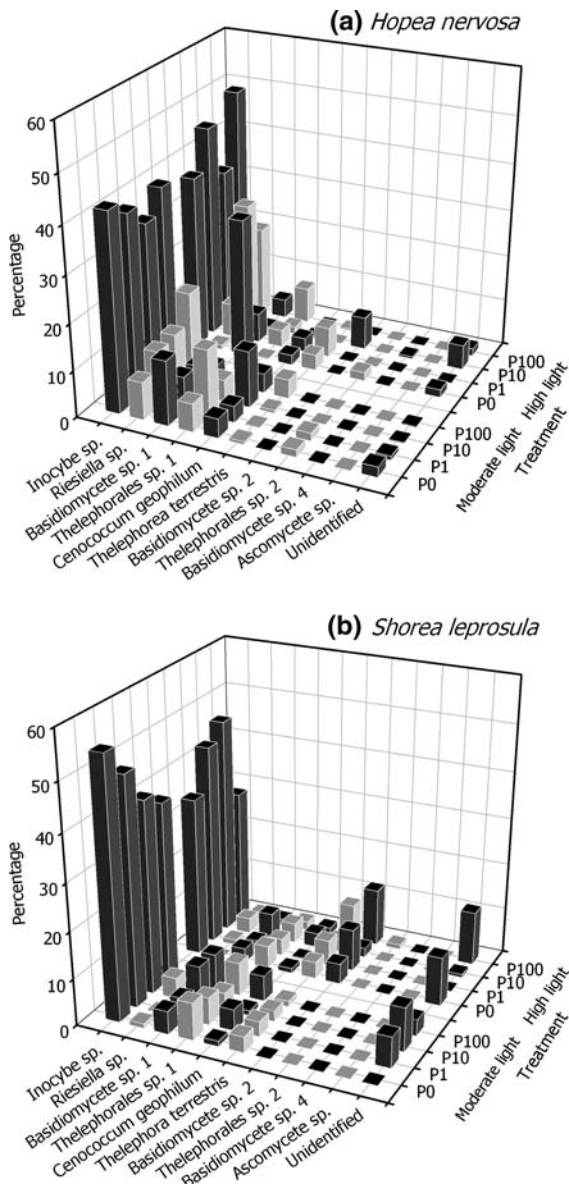 (a) Hopea nervosa
60
50
40
30
20
10
0
Percentage
Inocybe sp.
Riesiella sp.
Basidiomycete sp. 1
Thelephorales sp. 1
Cenococcum geophilum
Thelephorea terrestris
Basidiomycete sp. 2
Thelephorales sp. 2
Basidiomycete sp. 4
Ascomycete sp.
Unidentified
P0
P1
P10
P100
P0
P1
P10
P100
Moderate light High light
Treatment
(b) Shorea leprosula
60
50
40
30
20
10
0
Percentage
Inocybe sp.
Riesiella sp.
Basidiomycete sp. 1
Thelephorales sp. 1
Cenococcum geophilum
Thelephora terrestris
Basidiomycete sp. 2
Thelephorales sp. 2
Basidiomycete sp. 4
Ascomycete sp.
Unidentified
P0
P1
P10
P100
P0
P1
P10
P100
Moderate light High light
Treatment